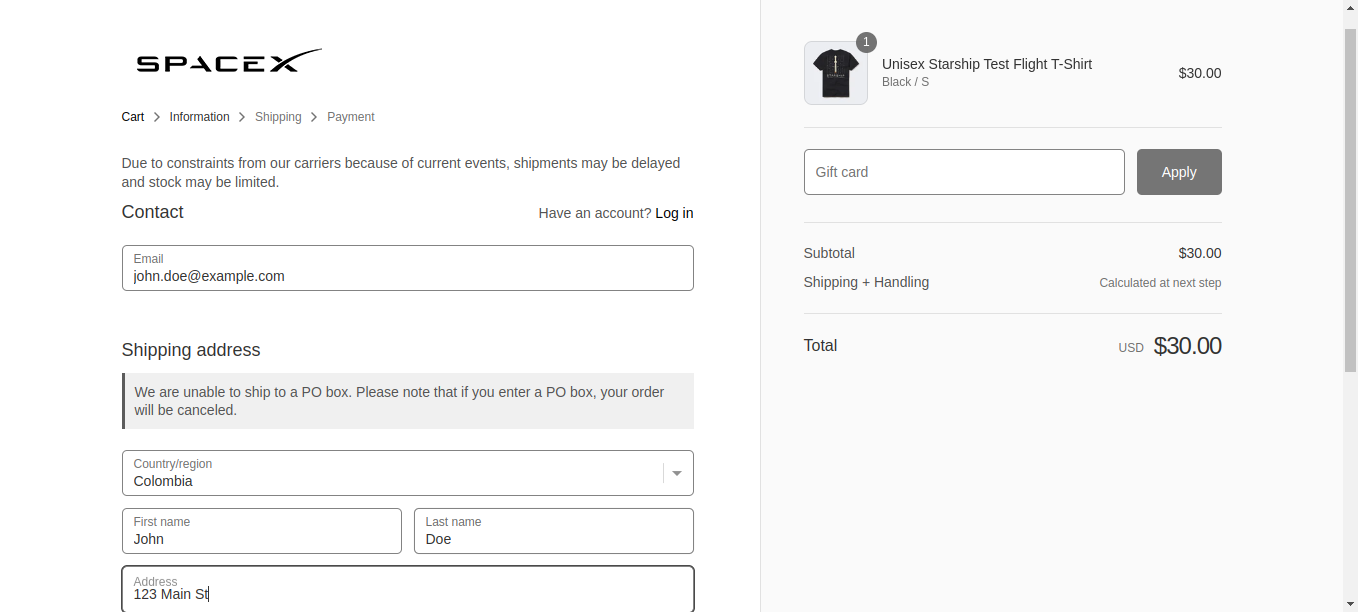 SPACEX
Cart > Information > Shipping > Payment
Due to constraints from our carriers because of current events, shipments may be delayed
and stock may be limited.
Contact
Have an account? Log in
Email
john.doe@example.com
Shipping address
We are unable to ship to a PO box. Please note that if you enter a PO box, your order
will be canceled.
Country/region
Colombia
First name
John
Last name
Doe
Address
123 Main St
1
Unisex Starship Test Flight T-Shirt
Black / S
$30.00
Gift card
Apply
Subtotal
$30.00
Shipping + Handling
Calculated at next step
Total
USD $30.00